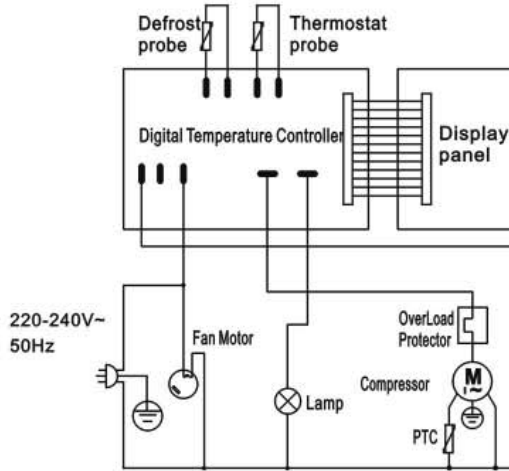 Defrost
probe
Thermostat
probe
Digital Temperature Controller
Display
panel
220-240V~
50Hz
Fan Motor
OverLoad
Protector
Compressor
M
1~
Lamp
PTC